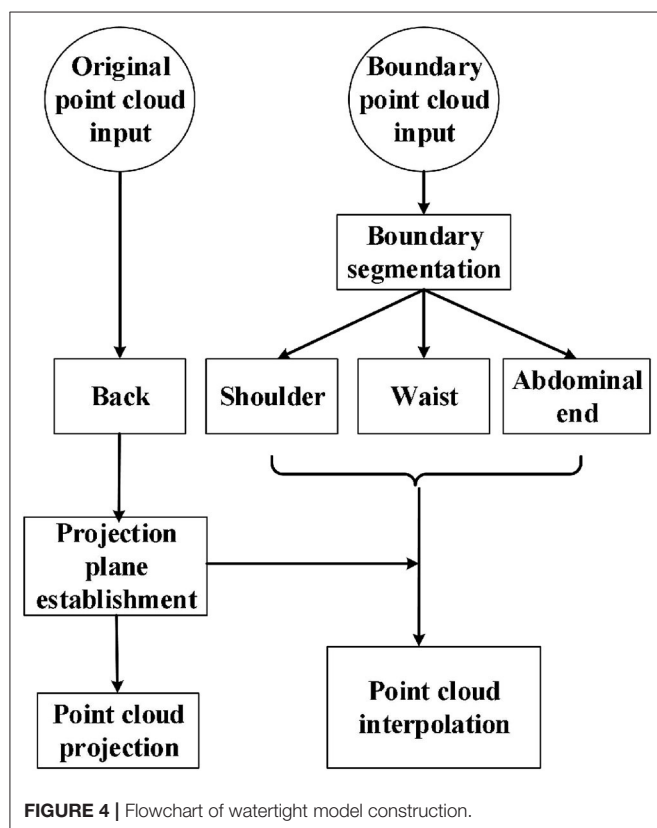 Original
point cloud
input
Boundary
point cloud
input
Boundary
segmentation
Back
Shoulder
Waist
Abdominal
end
Projection
plane
establishment
Point cloud
projection
Point cloud
interpolation
FIGURE 4 | Flowchart of watertight model construction.